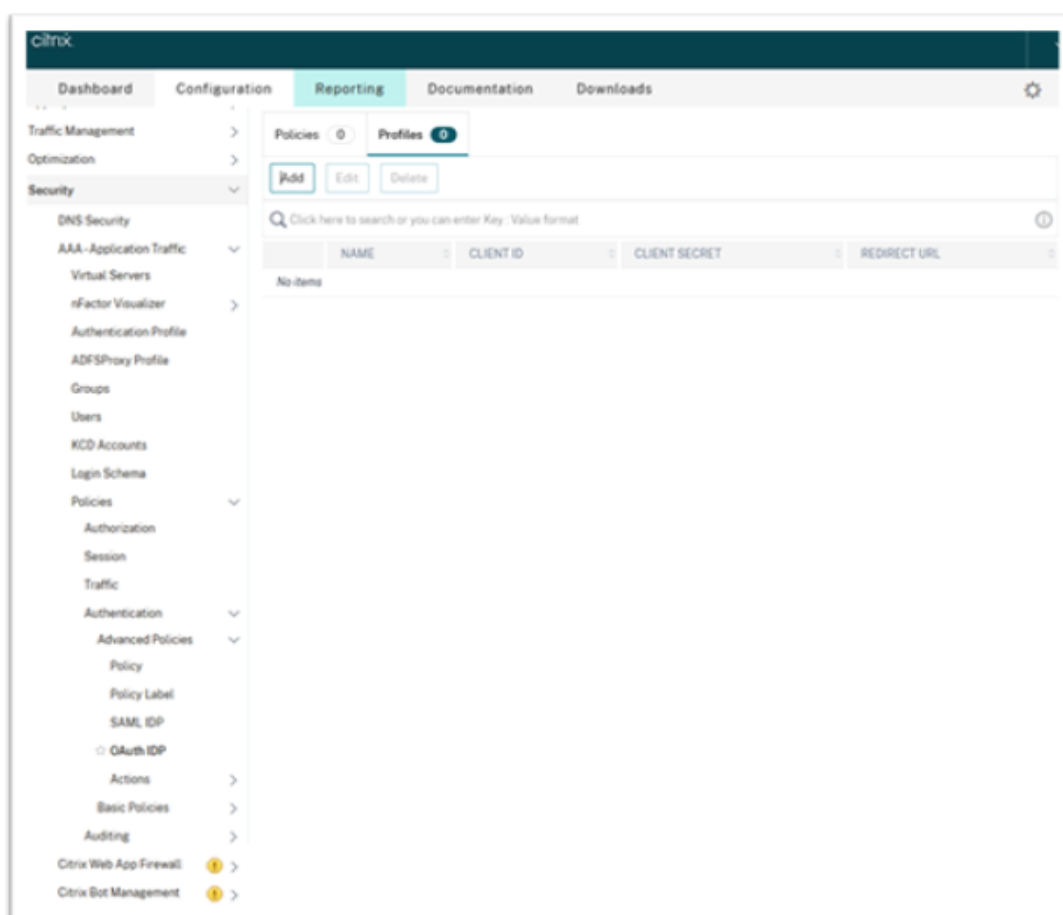 citrix
Dashboard Configuration Reporting Documentation Downloads
Traffic Management
Optimization
Security
DNS Security
AAA - Application Traffic
Virtual Servers
nFactor Visualizer
Authentication Profile
ADFSProxy Profile
Groups
Users
KCD Accounts
Login Schema
Policies
Authorization
Session
Traffic
Authentication
Advanced Policies
Policy
Policy Label
SAML IDP
OAuth IDP
Actions
Basic Policies
Auditing
Citrix Web App Firewall
Citrix Bot Management
Policies 0 Profiles 0
Add Edit Delete
Click here to search or you can enter Key : Value format
NAME CLIENT ID CLIENT SECRET REDIRECT URL
No items